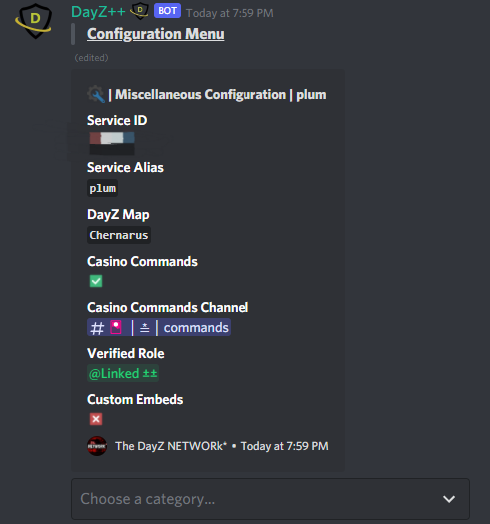 DayZ++ BOT Today at 7:59 PM
Configuration Menu
(edited)
| Miscellaneous Configuration | plum
Service ID
Service Alias
plum
DayZ Map
Chernarus
Casino Commands
Casino Commands Channel
# | | commands
Verified Role
@Linked ±±
Custom Embeds
The DayZ NETWORk* • Today at 7:59 PM
Choose a category...